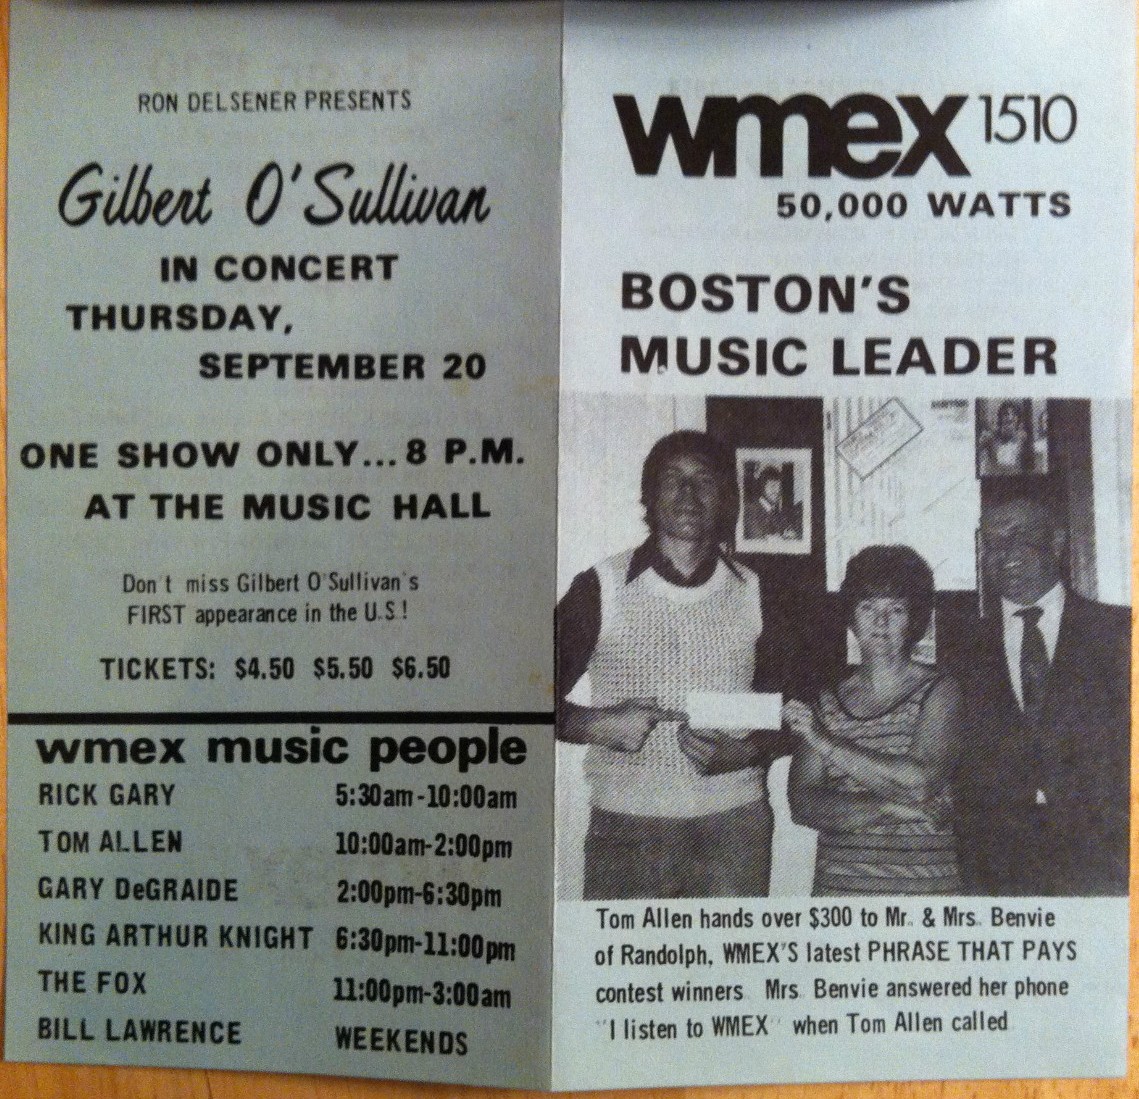 RON DELSENER PRESENTS
Gilbert O'Sullivan
IN CONCERT
THURSDAY,
SEPTEMBER 20
ONE SHOW ONLY...8 P.M.
AT THE MUSIC HALL
Don't miss Gilbert O'Sullivan's
FIRST appearance in the U.S!
TICKETS: $4.50 $5.50 $6.50
wmex music people
RICK GARY 5:30am-10:00am
TOM ALLEN 10:00am-2:00pm
GARY DeGRAIDE 2:00pm-6:30pm
KING ARTHUR KNIGHT 6:30pm-11:00pm
THE FOX 11:00pm-3:00am
BILL LAWRENCE WEEKENDS
wmex 1510
50,000 WATTS
BOSTON'S
MUSIC LEADER
Tom Allen hands over $300 to Mr. & Mrs. Benvie
of Randolph, WMEX'S latest PHRASE THAT PAYS
contest winners. Mrs. Benvie answered her phone
"I listen to WMEX" when Tom Allen called